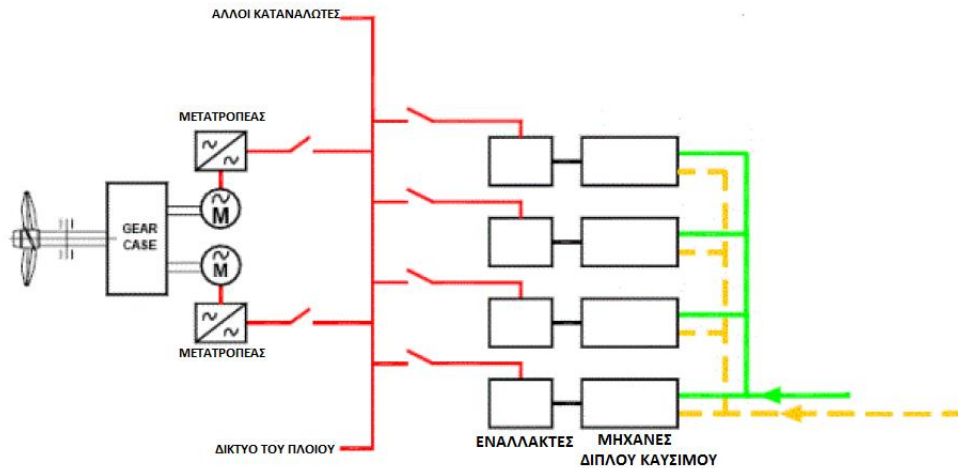 ΑΛΛΟΙ ΚΑΤΑΝΑΛΩΤΕΣ
ΜΕΤΑΤΡΟΠΕΑΣ
M
GEAR
CASE
M
ΜΕΤΑΤΡΟΠΕΑΣ
ΔΙΚΤΥΟ ΤΟΥ ΠΛΟΙΟΥ
ΕΝΑΛΛΑΚΤΕΣ
ΜΗΧΑΝΕΣ
ΔΙΠΛΟΥ ΚΑΥΣΙΜΟΥ